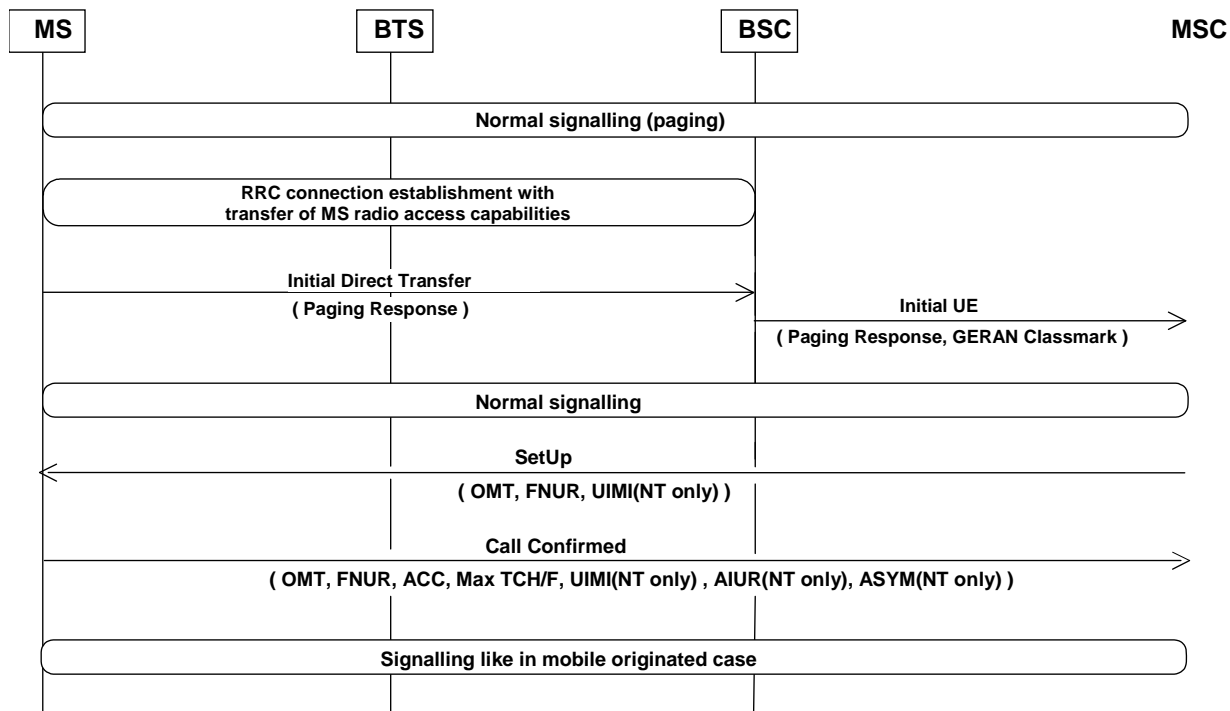 MS BTS BSC MSC
Normal signalling (paging)
RRC connection establishment with
transfer of MS radio access capabilities
Initial Direct Transfer
( Paging Response )
Initial UE
( Paging Response, GERAN Classmark )
Normal signalling
SetUp
( OMT, FNUR, UIMI(NT only) )
Call Confirmed
( OMT, FNUR, ACC, Max TCH/F, UIMI(NT only) , AIUR(NT only), ASYM(NT only) )
Signalling like in mobile originated case